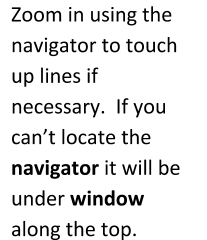 Zoom in using the
navigator to touch
up lines if
necessary.  If you
can’t locate the
navigator it will be
under window
along the top.